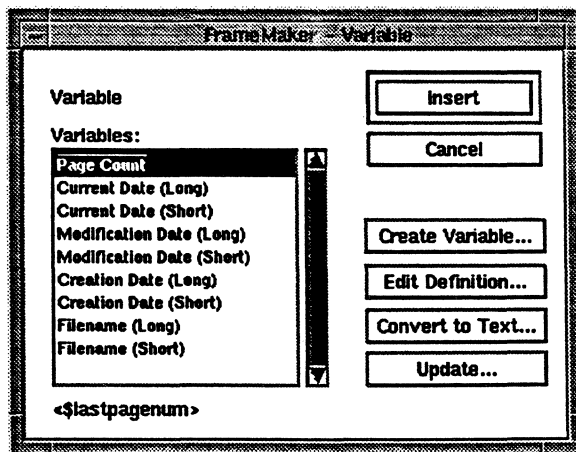 FrameMaker – Variable
Variable
Variables:
Page Count
Current Date (Long)
Current Date (Short)
Modification Date (Long)
Modification Date (Short)
Creation Date (Long)
Creation Date (Short)
Filename (Long)
Filename (Short)
<$lastpagenum>
Insert
Cancel
Create Variable...
Edit Definition...
Convert to Text...
Update...